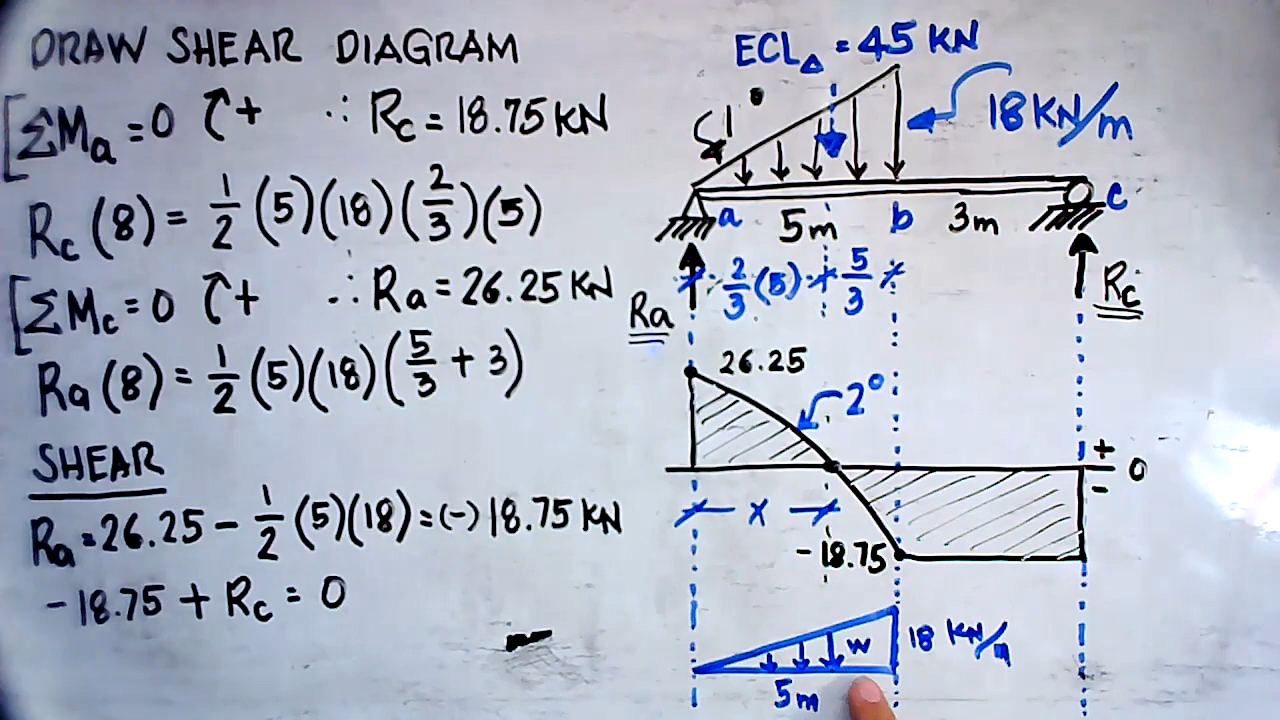 DRAW SHEAR DIAGRAM
[ΣMa = 0 ↷+ ∴ Rc = 18.75 KN
Rc (8) = 1/2 (5)(18)(2/3)(5)
[ΣMc = 0 ↷+ ∴ Ra = 26.25 KN
Ra (8) = 1/2 (5)(18)(5/3 + 3)
SHEAR
Ra = 26.25 - 1/2 (5)(18) = (-) 18.75 KN
-18.75 + Rc = 0
ECL△ = 45 KN
18 KN/m
a 5m b 3m c
2/3 (5) 5/3
Ra
Rc
26.25
2°
+
0
-
x
-18.75
w
18 KN/m
5m